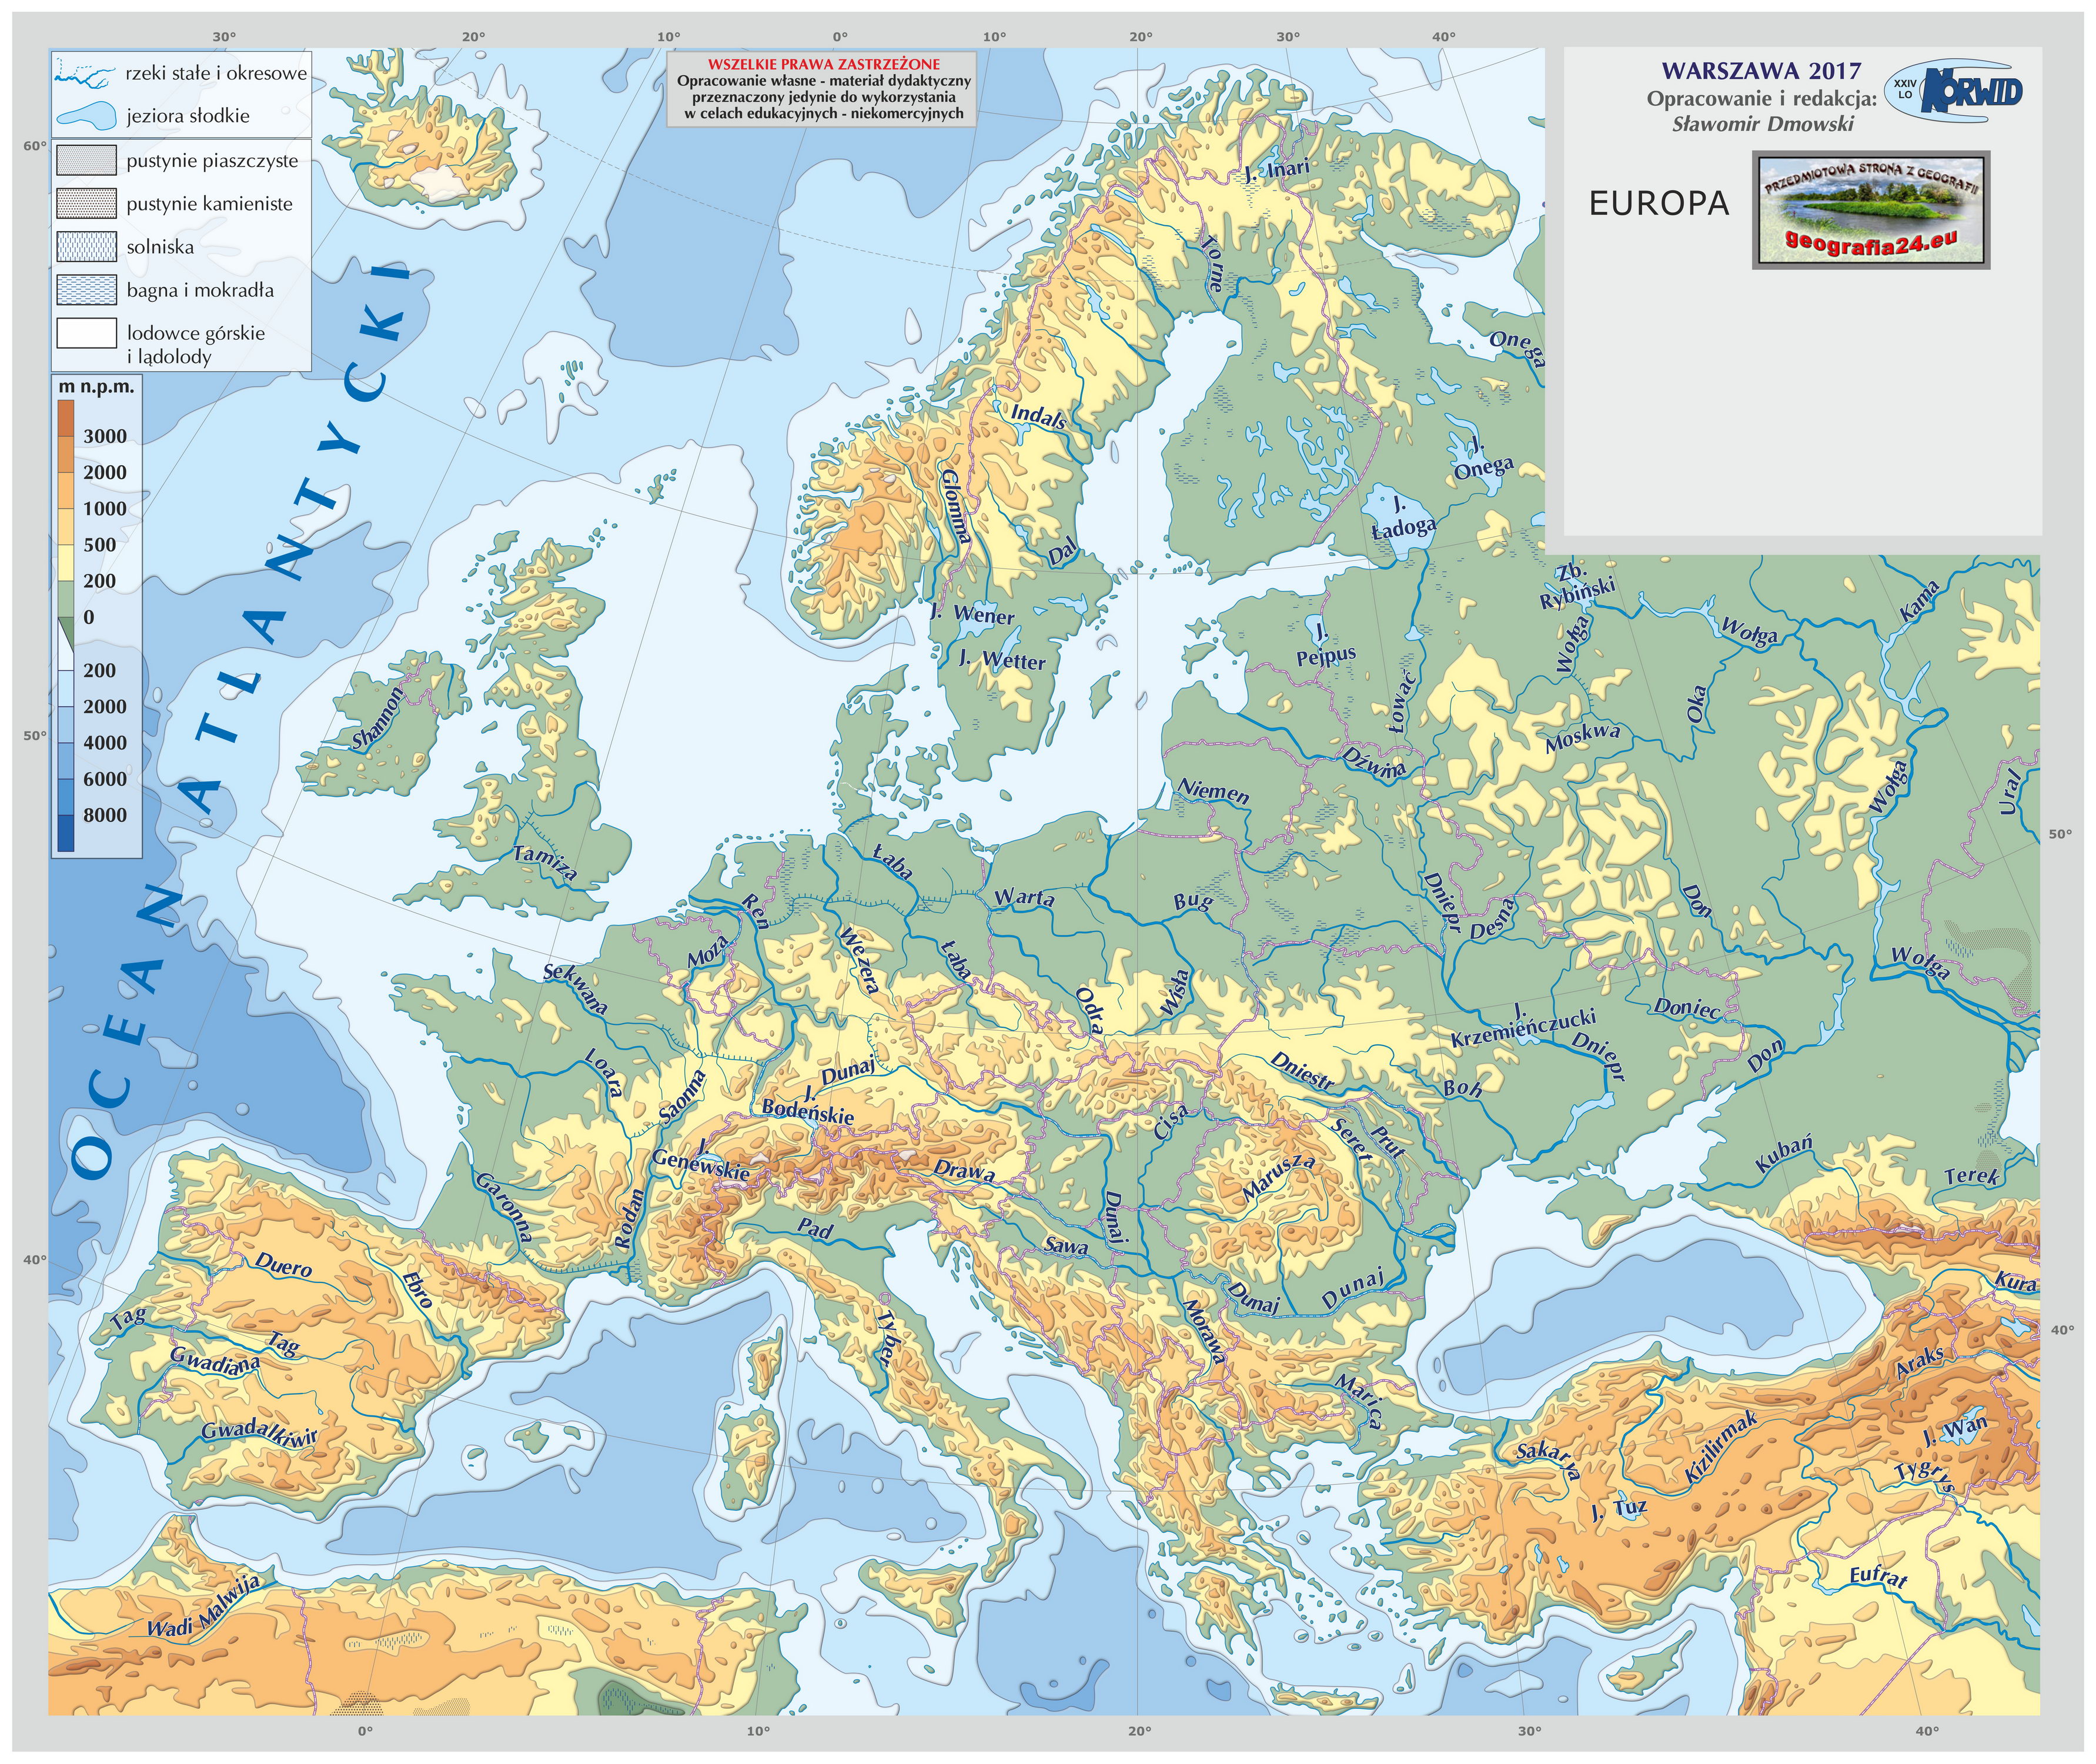 30°
20°
10°
0°
10°
20°
30°
40°
rzeki stałe i okresowe
jeziora słodkie
pustynie piaszczyste
pustynie kamieniste
solniska
bagna i mokradła
lodowce górskie
i lądolody
m n.p.m.
3000
2000
1000
500
200
0
200
2000
4000
6000
8000
WSZELKIE PRAWA ZASTRZEŻONE
Opracowanie własne - materiał dydaktyczny
przeznaczony jedynie do wykorzystania
w celach edukacyjnych - niekomercyjnych
WARSZAWA 2017
Opracowanie i redakcja:
Sławomir Dmowski
XXIV
LO
NORWID
EUROPA
PRZEDMIOTOWA STRONA Z GEOGRAFII
geografia24.eu
60°
50°
40°
50°
40°
OCEAN ATLANTYCKI
J. Inari
Torne
Onega
Indals
J.
Onega
Glomma
J.
Ładoga
Dal
Zb.
Rybiński
Kama
J. Wener
Wołga
Wołga
J.
Pejpus
J. Wetter
Shannon
Łować
Oka
Moskwa
Dźwina
Niemen
Wołga
Ural
Tamiza
Łaba
Ren
Warta
Bug
Dniepr
Desna
Don
Moza
Wezera
Łaba
Wołga
Sekwana
Odra
Wisła
Doniec
J.
Krzemieńczucki
Dniepr
Don
Loara
Saonna
Dunaj
J.
Bodeńskie
Dniestr
Boh
Cisa
Seret
Prut
Kubań
J.
Genewskie
Drawa
Marusza
Terek
Garonna
Rodan
Pad
Dunaj
Sawa
Duero
Ebro
Dunaj
Dunaj
Kura
Tag
Tag
Tyber
Morawa
Gwadiana
Araks
Marica
Gwadalkiwir
Sakarya
Kizilirmak
J. Wan
Tygrys
J. Tuz
Eufrat
Wadi Malwija
0°
10°
20°
30°
40°